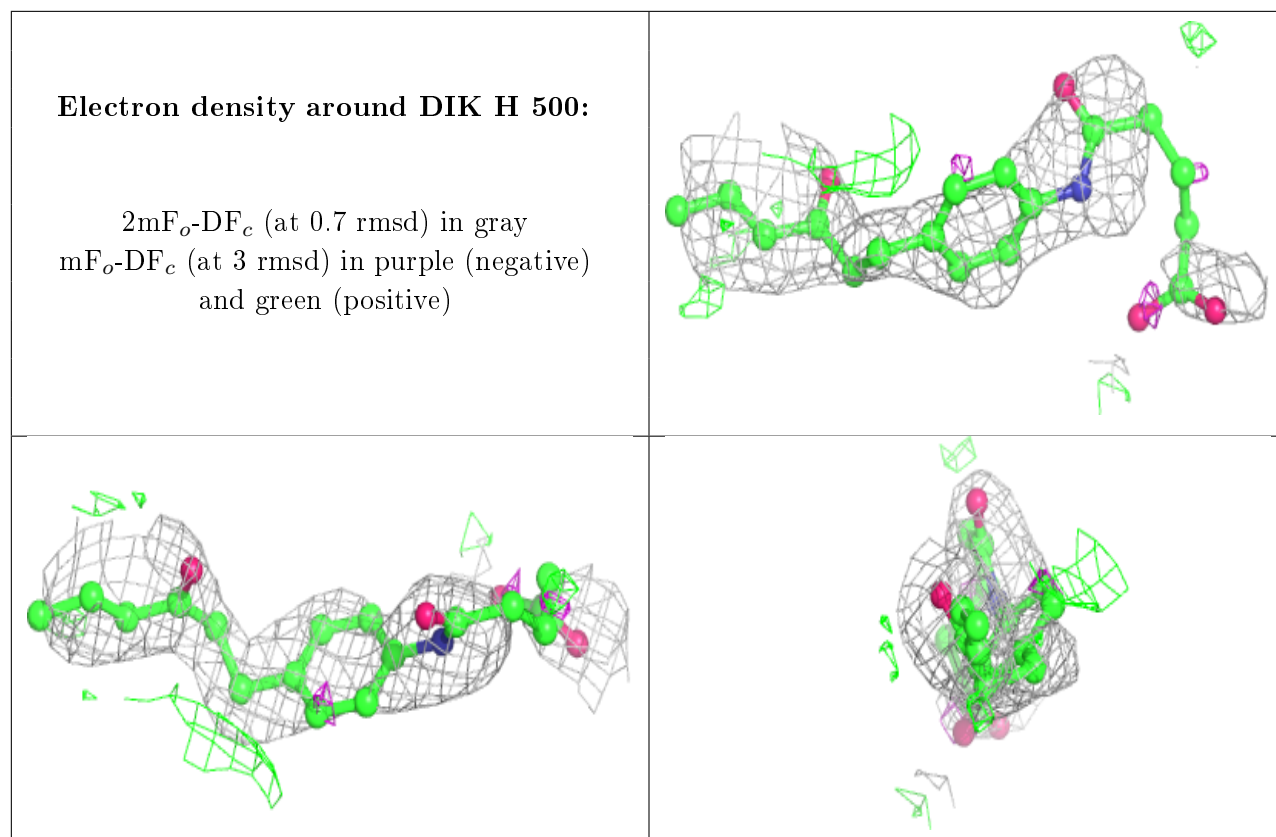 Electron density around DIK H 500:
2mFₒ-DF𝒸 (at 0.7 rmsd) in gray
mFₒ-DF𝒸 (at 3 rmsd) in purple (negative)
and green (positive)